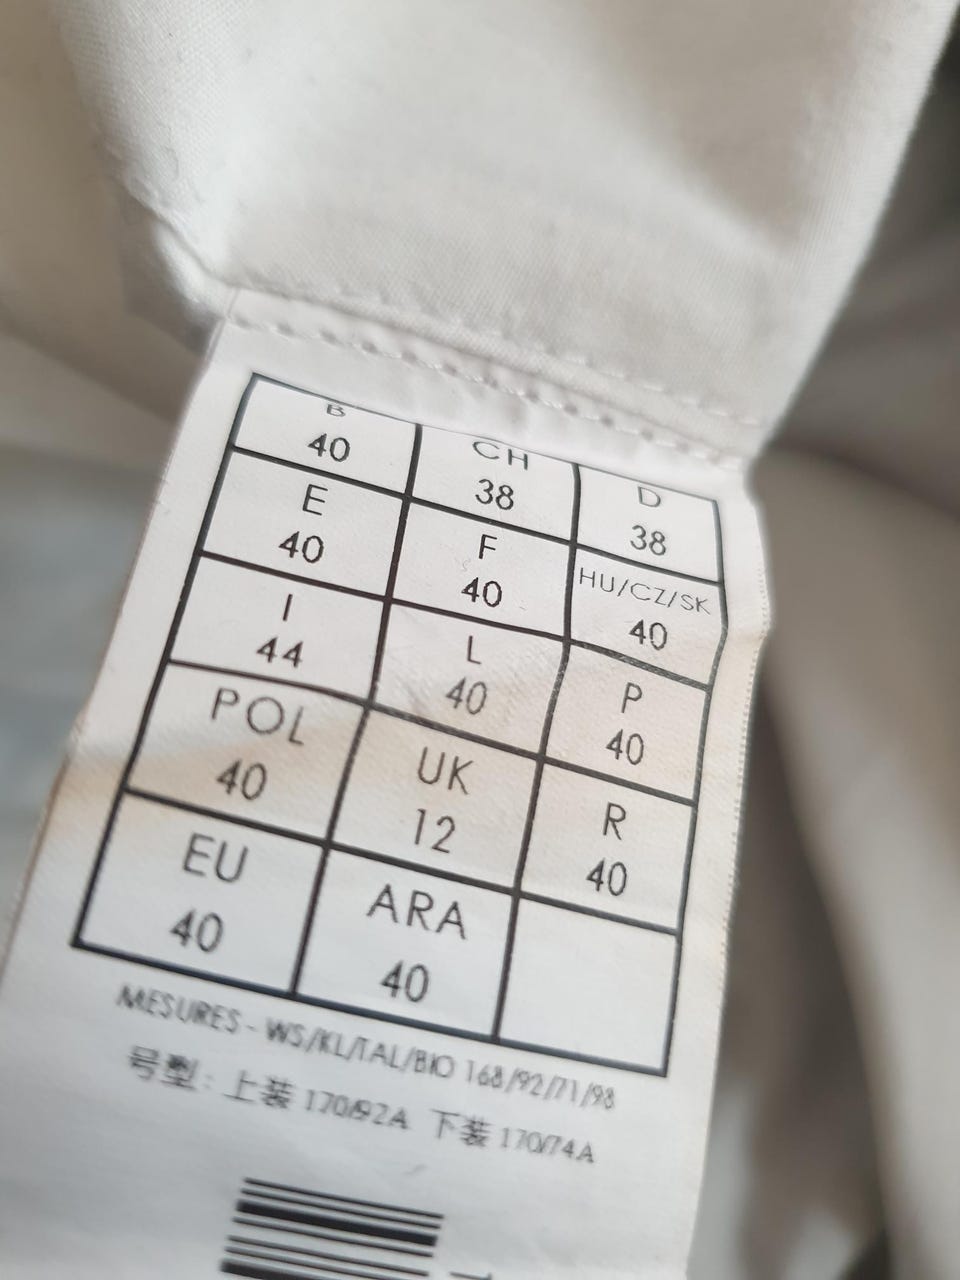 B
40
CH
38
D
38
E
40
F
40
HU/CZ/SK
40
I
44
L
40
P
40
POL
40
UK
12
R
40
EU
40
ARA
40
MESURES - WS/KL/TAL/BIO 168/92/71/98
号型: 上装 170/92A 下装 170/74A